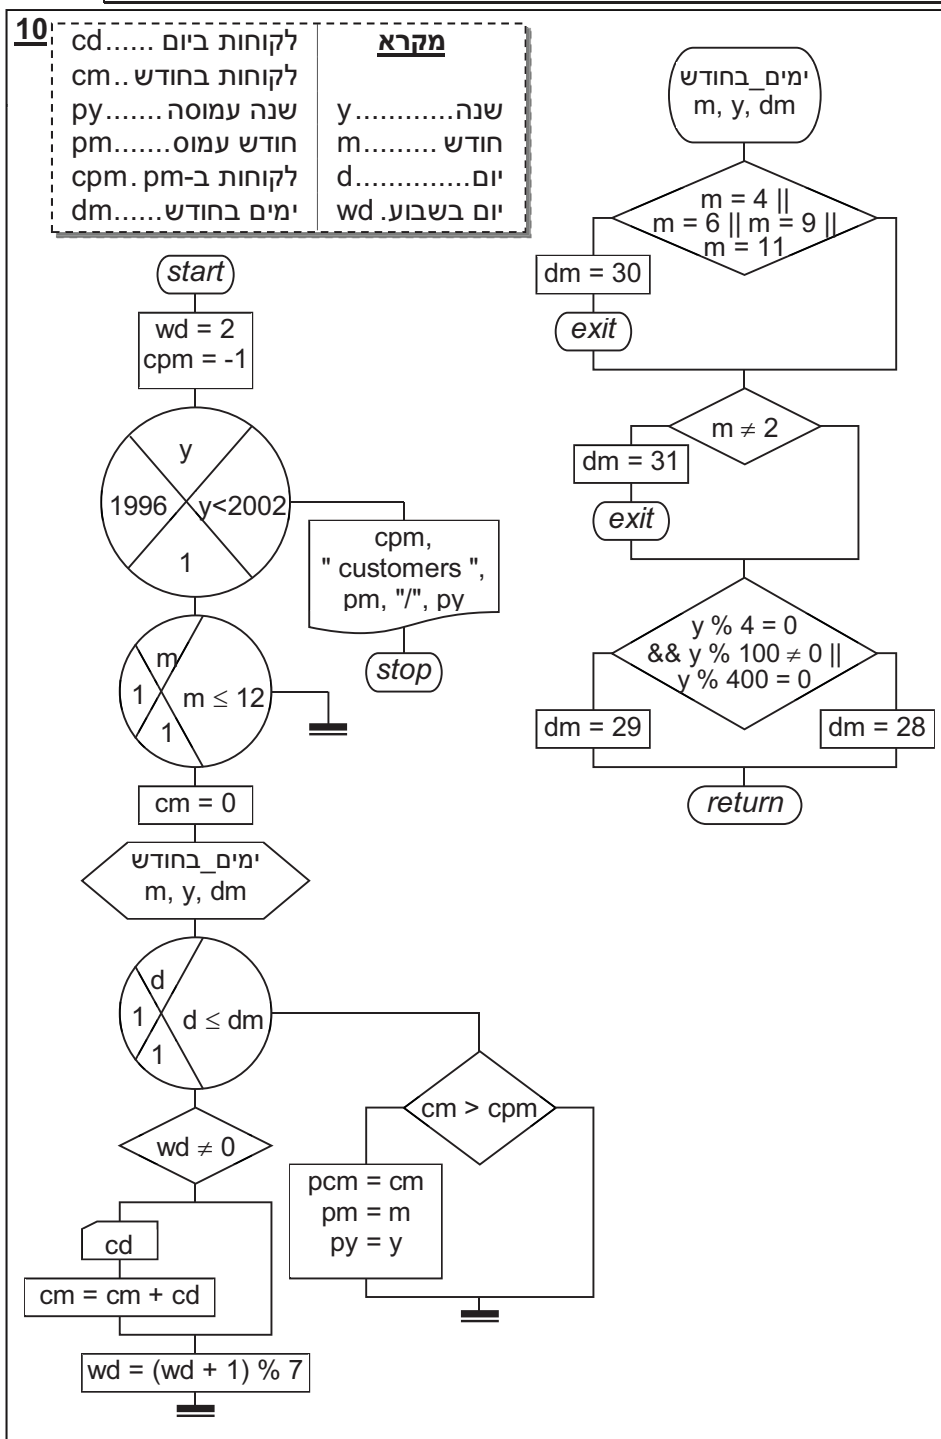 10
מקרא
שנה............y
חודש .........m
יום..............d
יום בשבוע. wd
לקוחות ביום ......cd
לקוחות בחודש ..cm
שנה עמוסה .......py
חודש עמוס.......pm
לקוחות ב-cpm . pm
ימים בחודש......dm
start
wd = 2
cpm = -1
y
1996
y<2002
1
cpm,
" customers ",
pm, "/", py
stop
m
1
m ≤ 12
1
cm = 0
ימים_בחודש
m, y, dm
d
1
d ≤ dm
1
wd ≠ 0
cd
cm = cm + cd
wd = (wd + 1) % 7
cm > cpm
pcm = cm
pm = m
py = y
ימים_בחודש
m, y, dm
m = 4 ||
m = 6 || m = 9 ||
m = 11
dm = 30
exit
m ≠ 2
dm = 31
exit
y % 4 = 0
&& y % 100 ≠ 0 ||
y % 400 = 0
dm = 29
dm = 28
return